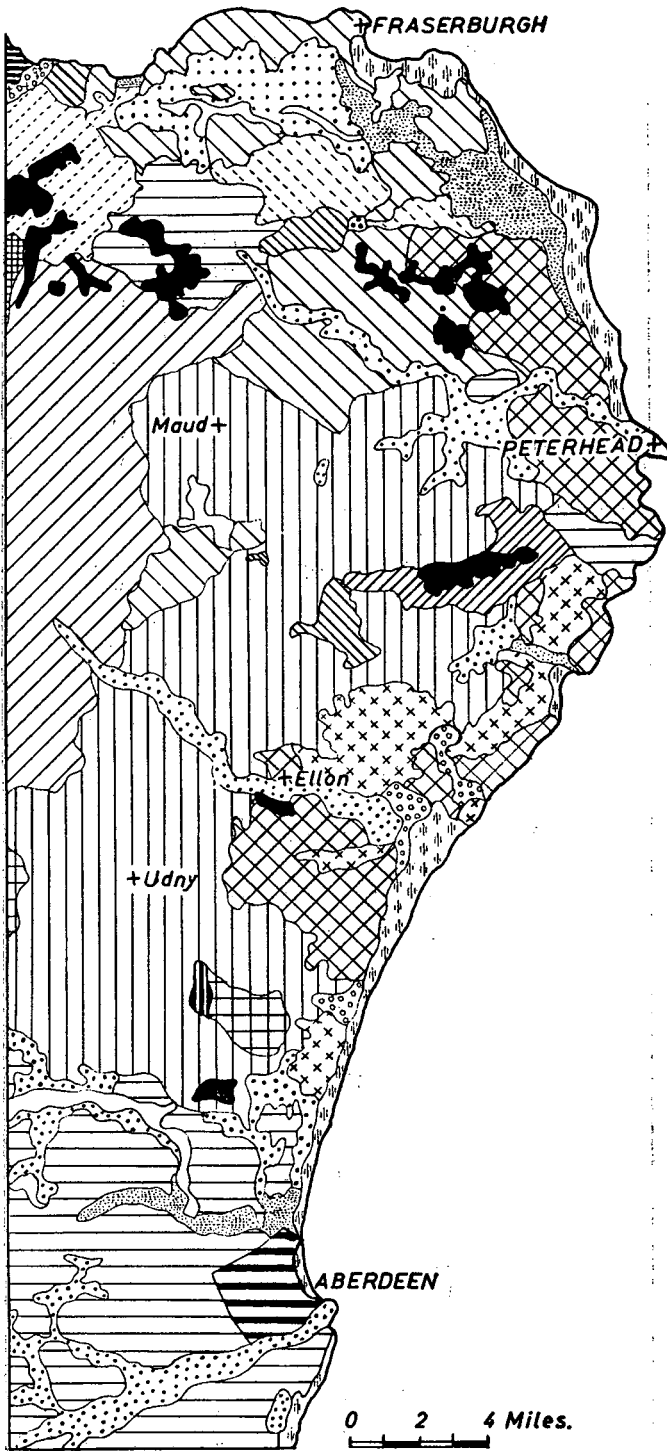 +FRASERBURGH
Maud+
PETERHEAD+
+Ellon
+Udny
ABERDEEN
0 2 4 Miles.